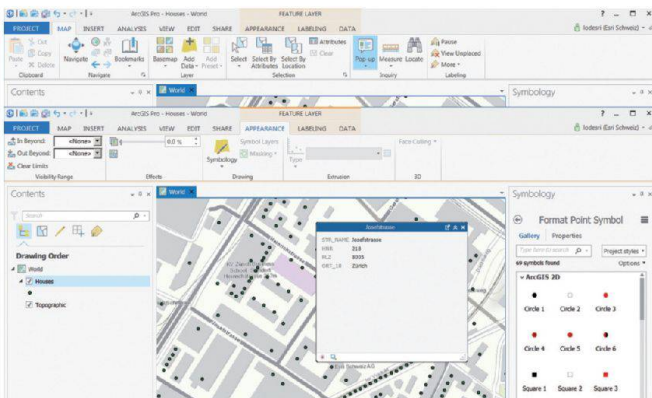 ArcGIS Pro - Houses - World FEATURE LAYER
PROJECT MAP INSERT ANALYSIS VIEW EDIT SHARE APPEARANCE LABELING DATA
lodesri (Esri Schweiz)
Paste Cut Copy Delete
Navigate Bookmarks Basemap Add Data Add Preset Select Select By Attributes Select By Location Attributes Clear Pop-up Measure Locate Pause View Unplaced More
Clipboard Navigate Layer Selection Inquiry Labeling
Contents World Symbology
ArcGIS Pro - Houses - World FEATURE LAYER
PROJECT MAP INSERT ANALYSIS VIEW EDIT SHARE APPEARANCE LABELING DATA
lodesri (Esri Schweiz)
In Beyond: <None> 0.0 % Symbology Symbol Layers Masking Type Face Culling
Out Beyond: <None>
Clear Limits
Visibility Range Effects Drawing Extrusion 3D
Contents World Symbology
Search
Drawing Order
World
Houses
Topographic
Josefstrasse
STR_NAME Josefstrasse
HNR 218
PLZ 8005
ORT_18 Zürich
Esri Schweiz AG
Format Point Symbol
Gallery Properties
Project styles
69 symbols found Options
ArcGIS 2D
Circle 1 Circle 2 Circle 3
Circle 4 Circle 5 Circle 6
Square 1 Square 2 Square 3